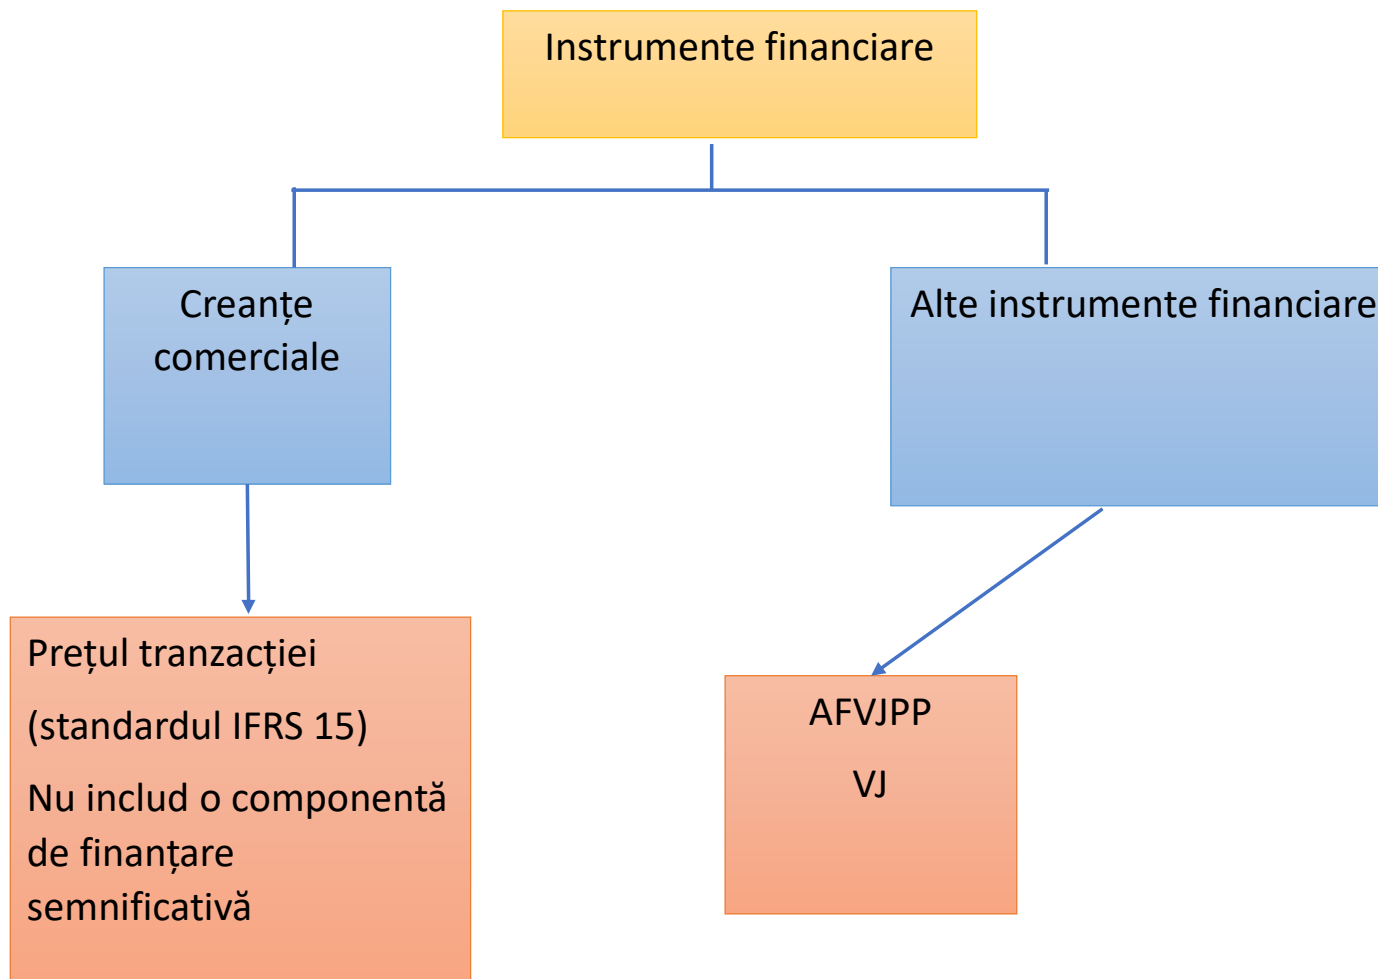 Instrumente financiare
Creanțe
comerciale
Alte instrumente financiare
Prețul tranzacției
(standardul IFRS 15)
Nu includ o componentă
de finanțare
semnificativă
AFVJPP
VJ